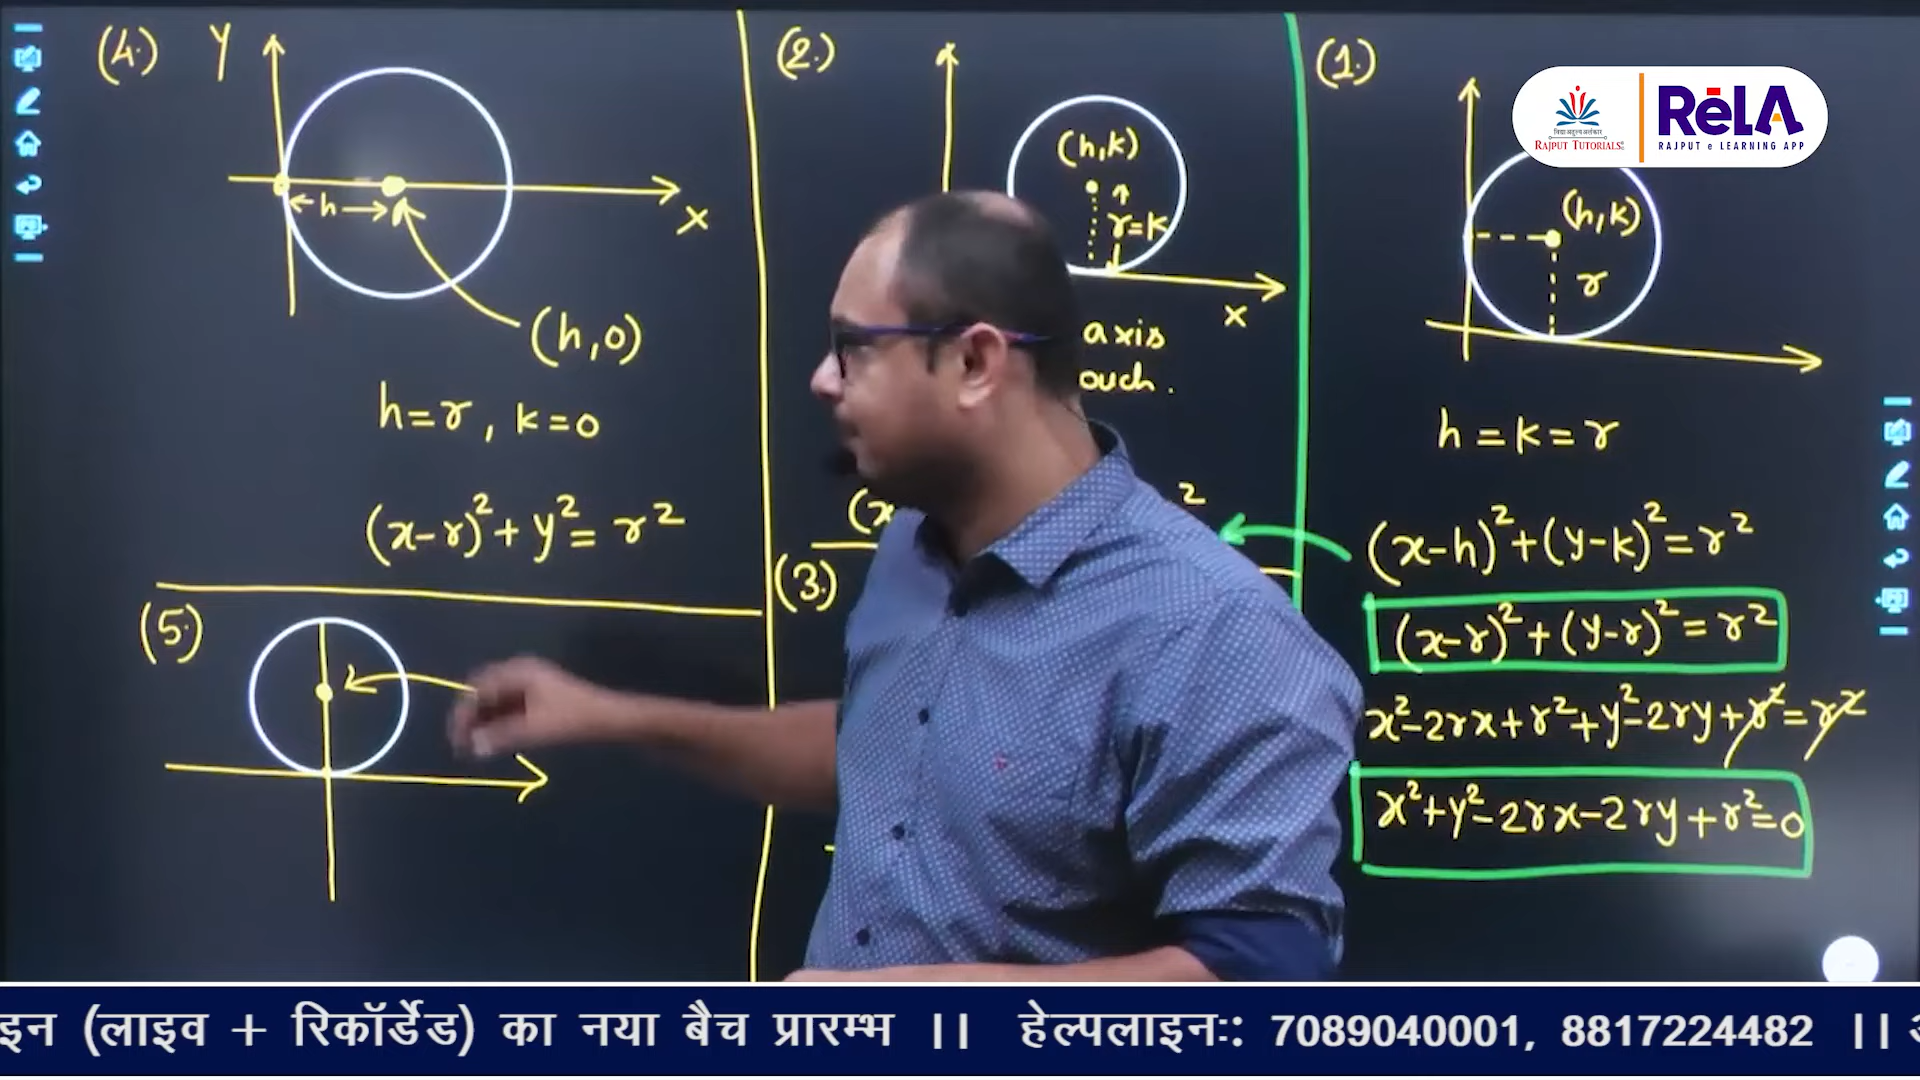 (4.)
Y
←h→
X
(h,0)
h=r, k=0
(x-r)²+y²=r²
(5.)
(2.)
(h,k)
r=k
x
axis
ouch.
(x
2
(3.)
(1.)
RAJPUT TUTORIALS
RēLA
RAJPUT e LEARNING APP
(h,k)
r
h=k=r
(x-h)²+(y-k)²=r²
(x-r)²+(y-r)²=r²
x²-2rx+r²+y²-2ry+r²=r²
x²+y²-2rx-2ry+r²=0
इन (लाइव + रिकॉर्डेड) का नया बैच प्रारम्भ ।। हेल्पलाइनः: 7089040001, 8817224482 ।।